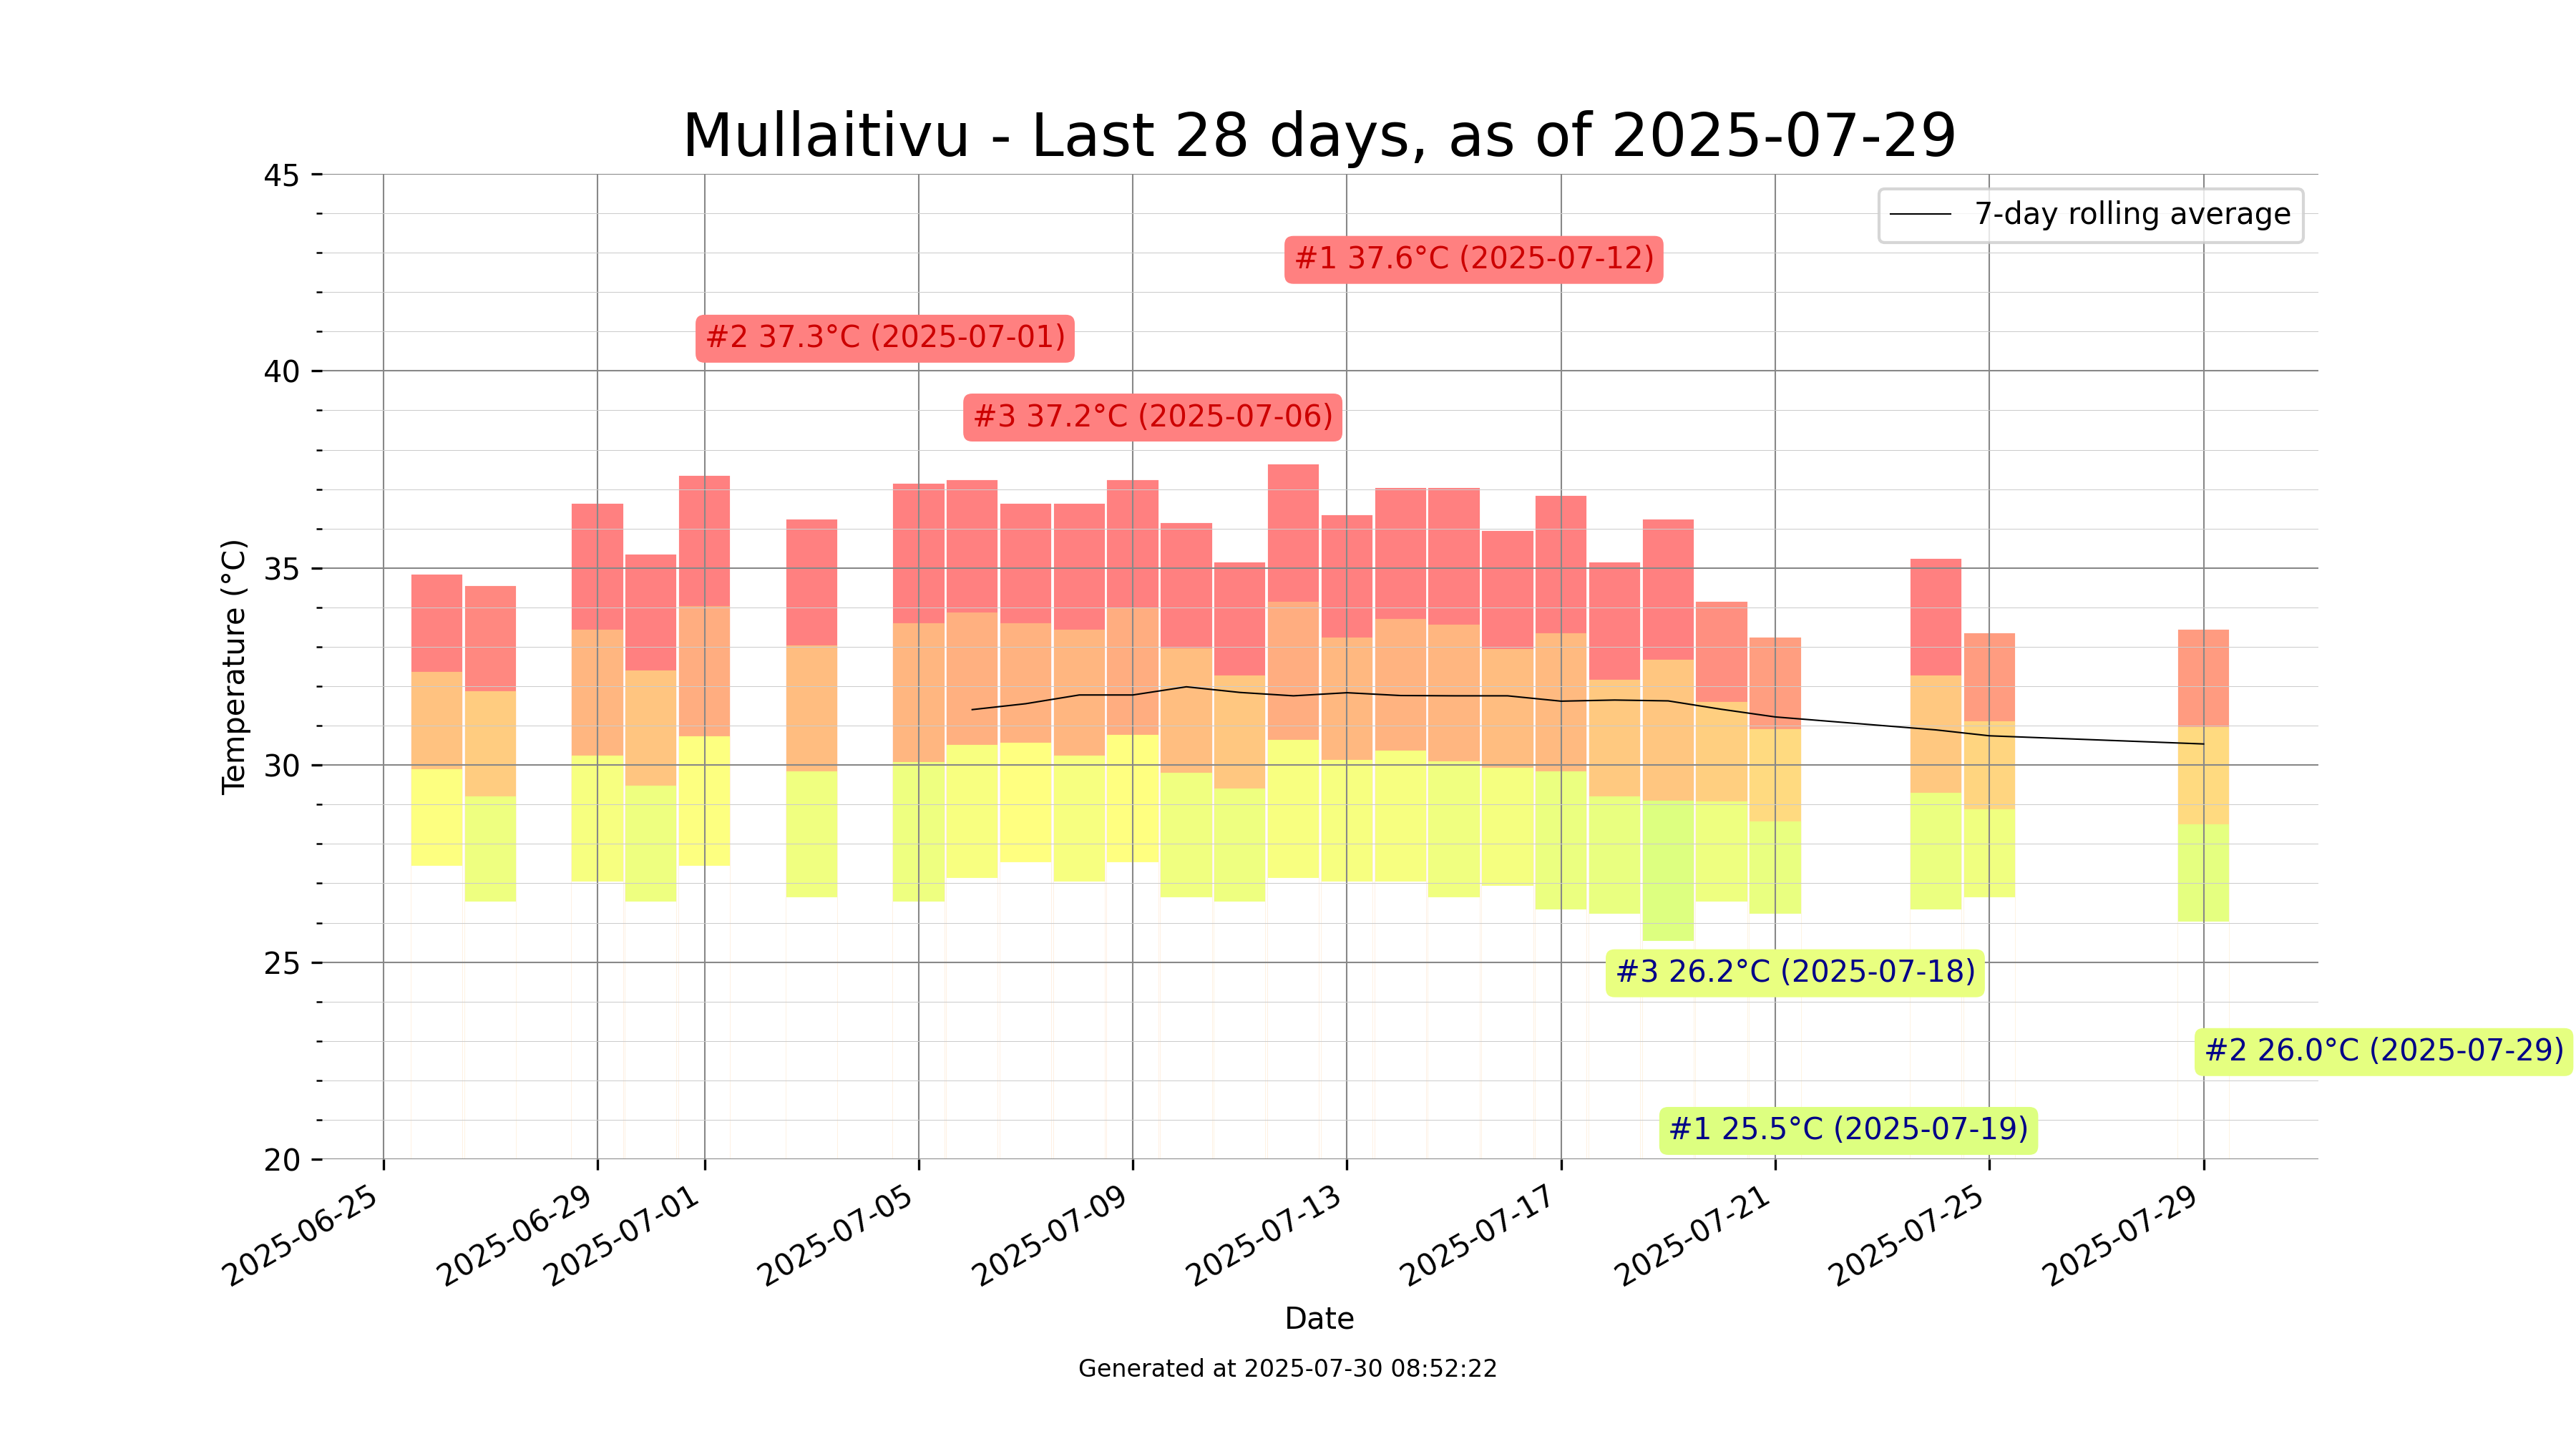 Mullaitivu - Last 28 days, as of 2025-07-29
7-day rolling average
#1 37.6°C (2025-07-12)
#2 37.3°C (2025-07-01)
#3 37.2°C (2025-07-06)
45
40
35
30
25
20
Temperature (°C)
#3 26.2°C (2025-07-18)
#2 26.0°C (2025-07-29)
#1 25.5°C (2025-07-19)
2025-06-25
2025-06-29
2025-07-01
2025-07-05
2025-07-09
2025-07-13
2025-07-17
2025-07-21
2025-07-25
2025-07-29
Date
Generated at 2025-07-30 08:52:22